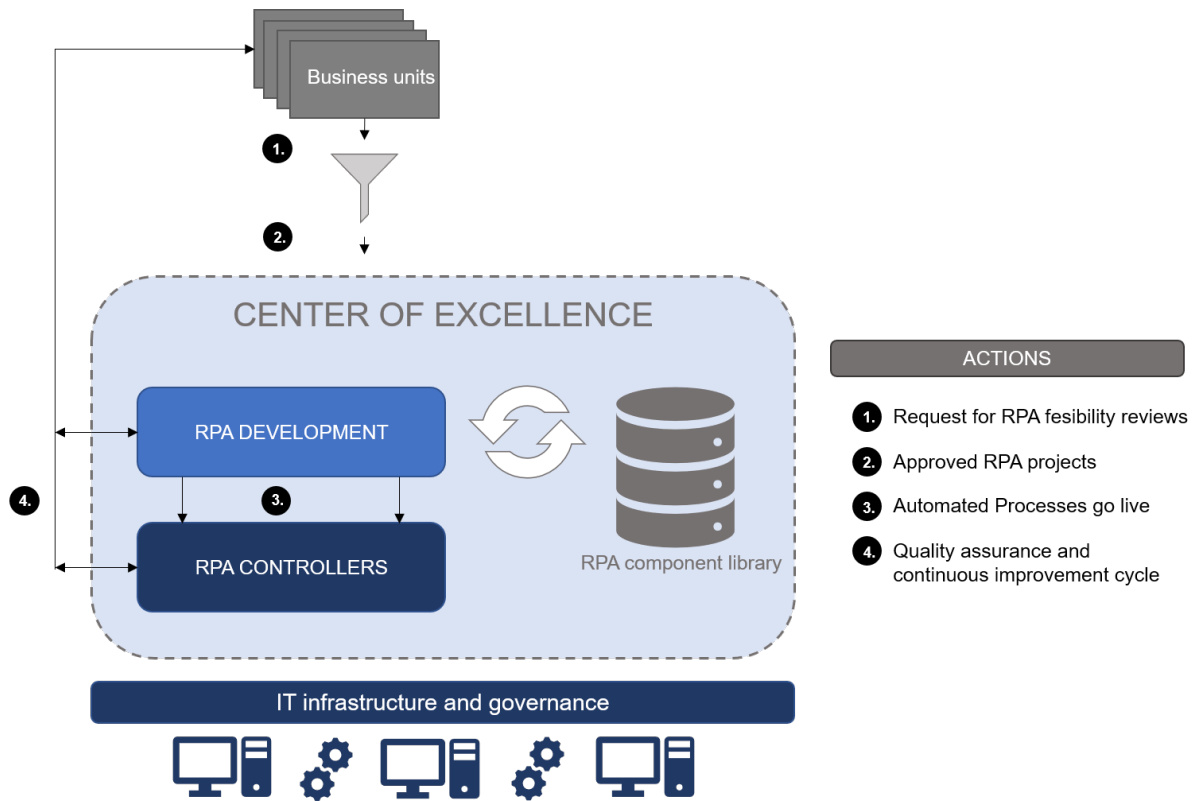 Business units
1.
2.
CENTER OF EXCELLENCE
RPA DEVELOPMENT
4.
3.
RPA CONTROLLERS
RPA component library
IT infrastructure and governance
ACTIONS
1. Request for RPA fesibility reviews
2. Approved RPA projects
3. Automated Processes go live
4. Quality assurance and
continuous improvement cycle